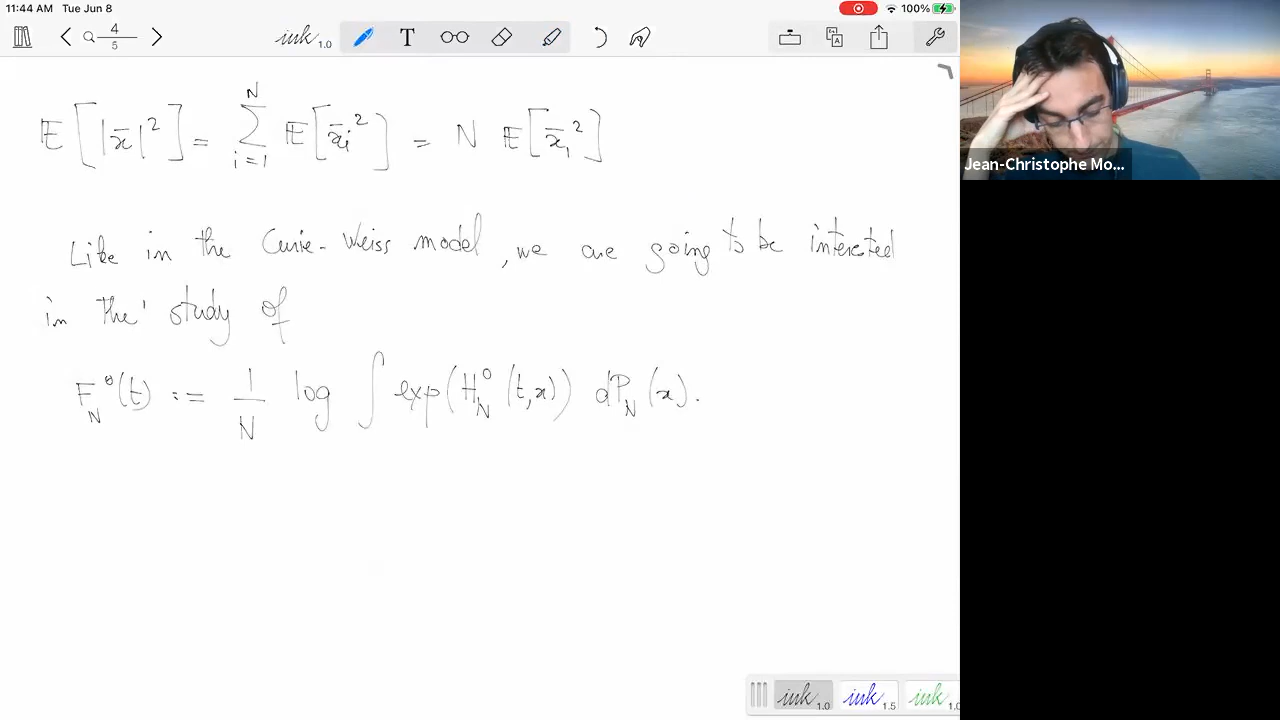 11:44 AM Tue Jun 8
100%
4
5
ink 1.0
T
E[|x̄|²] = ∑_{i=1}^{N} E[x̄_i²] = N E[x̄_1²]
Jean-Christophe Mo...
Like in the Curie-Weiss model, we are going to be interested
in the study of
F_N^o(t) := 1/N log ∫ exp(H_N^o(t,x)) dP_N(x).
ink 1.0 ink 1.5 ink 1.0